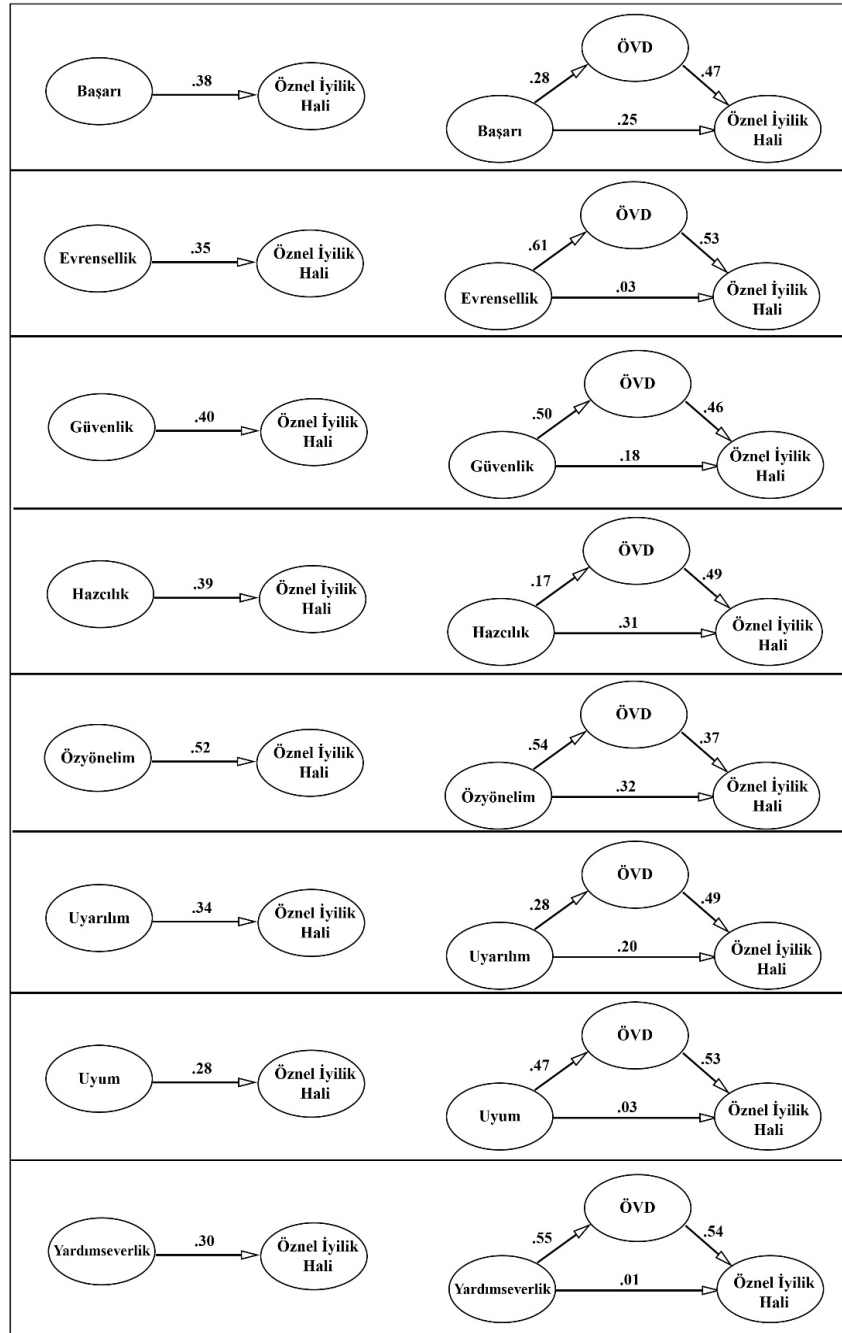 ÖVD
.38
.28
.47
Başarı
Öznel İyilik
Hali
Başarı
.25
Öznel İyilik
Hali
ÖVD
.35
.61
.53
Evrensellik
Öznel İyilik
Hali
Evrensellik
.03
Öznel İyilik
Hali
ÖVD
.40
.50
.46
Güvenlik
Öznel İyilik
Hali
Güvenlik
.18
Öznel İyilik
Hali
ÖVD
.39
.17
.49
Hazcılık
Öznel İyilik
Hali
Hazcılık
.31
Öznel İyilik
Hali
ÖVD
.52
.54
.37
Özyönelim
Öznel İyilik
Hali
Özyönelim
.32
Öznel İyilik
Hali
ÖVD
.34
.28
.49
Uyarılım
Öznel İyilik
Hali
Uyarılım
.20
Öznel İyilik
Hali
ÖVD
.28
.47
.53
Uyum
Öznel İyilik
Hali
Uyum
.03
Öznel İyilik
Hali
ÖVD
.30
.55
.54
Yardımseverlik
Öznel İyilik
Hali
Yardımseverlik
.01
Öznel İyilik
Hali